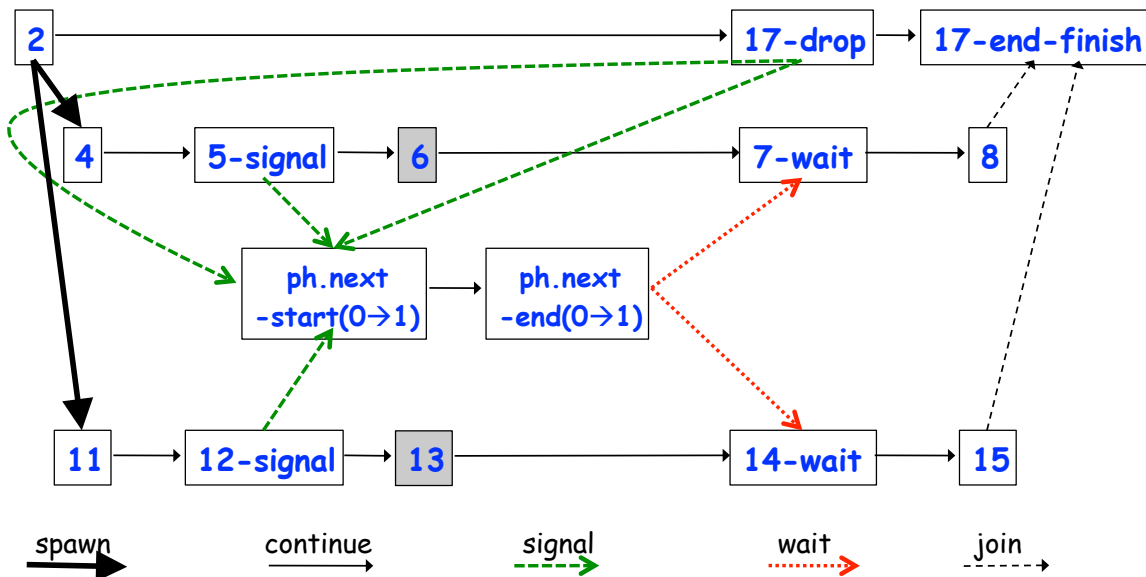 2
17-drop
17-end-finish
4
5-signal
6
7-wait
8
ph.next
-start(0→1)
ph.next
-end(0→1)
11
12-signal
13
14-wait
15
spawn
continue
signal
wait
join